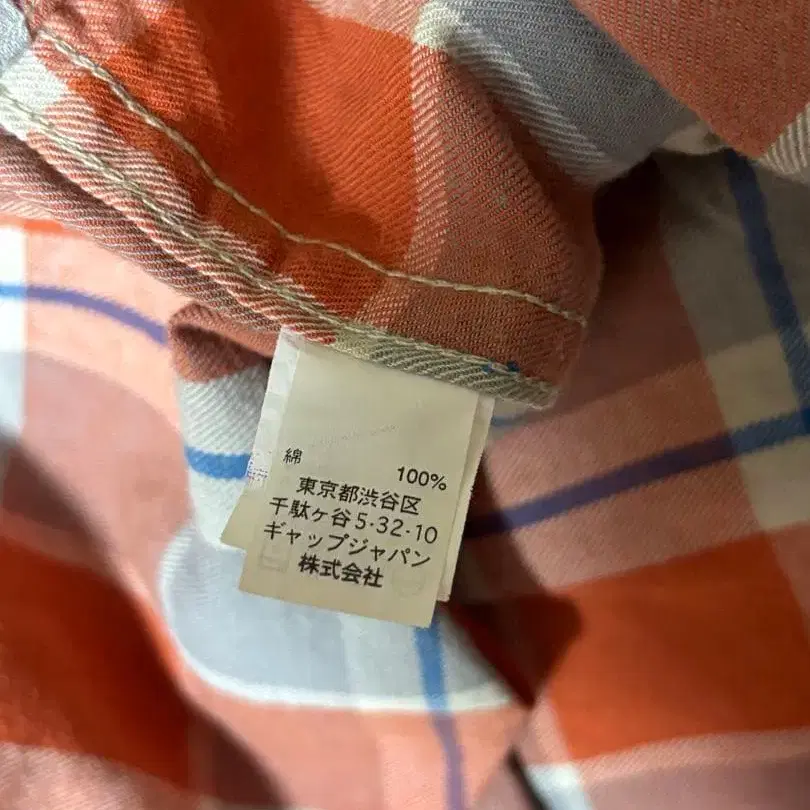 綿 100%
東京都渋谷区
千駄ケ谷5-32-10
ギャップジャパン
株式会社